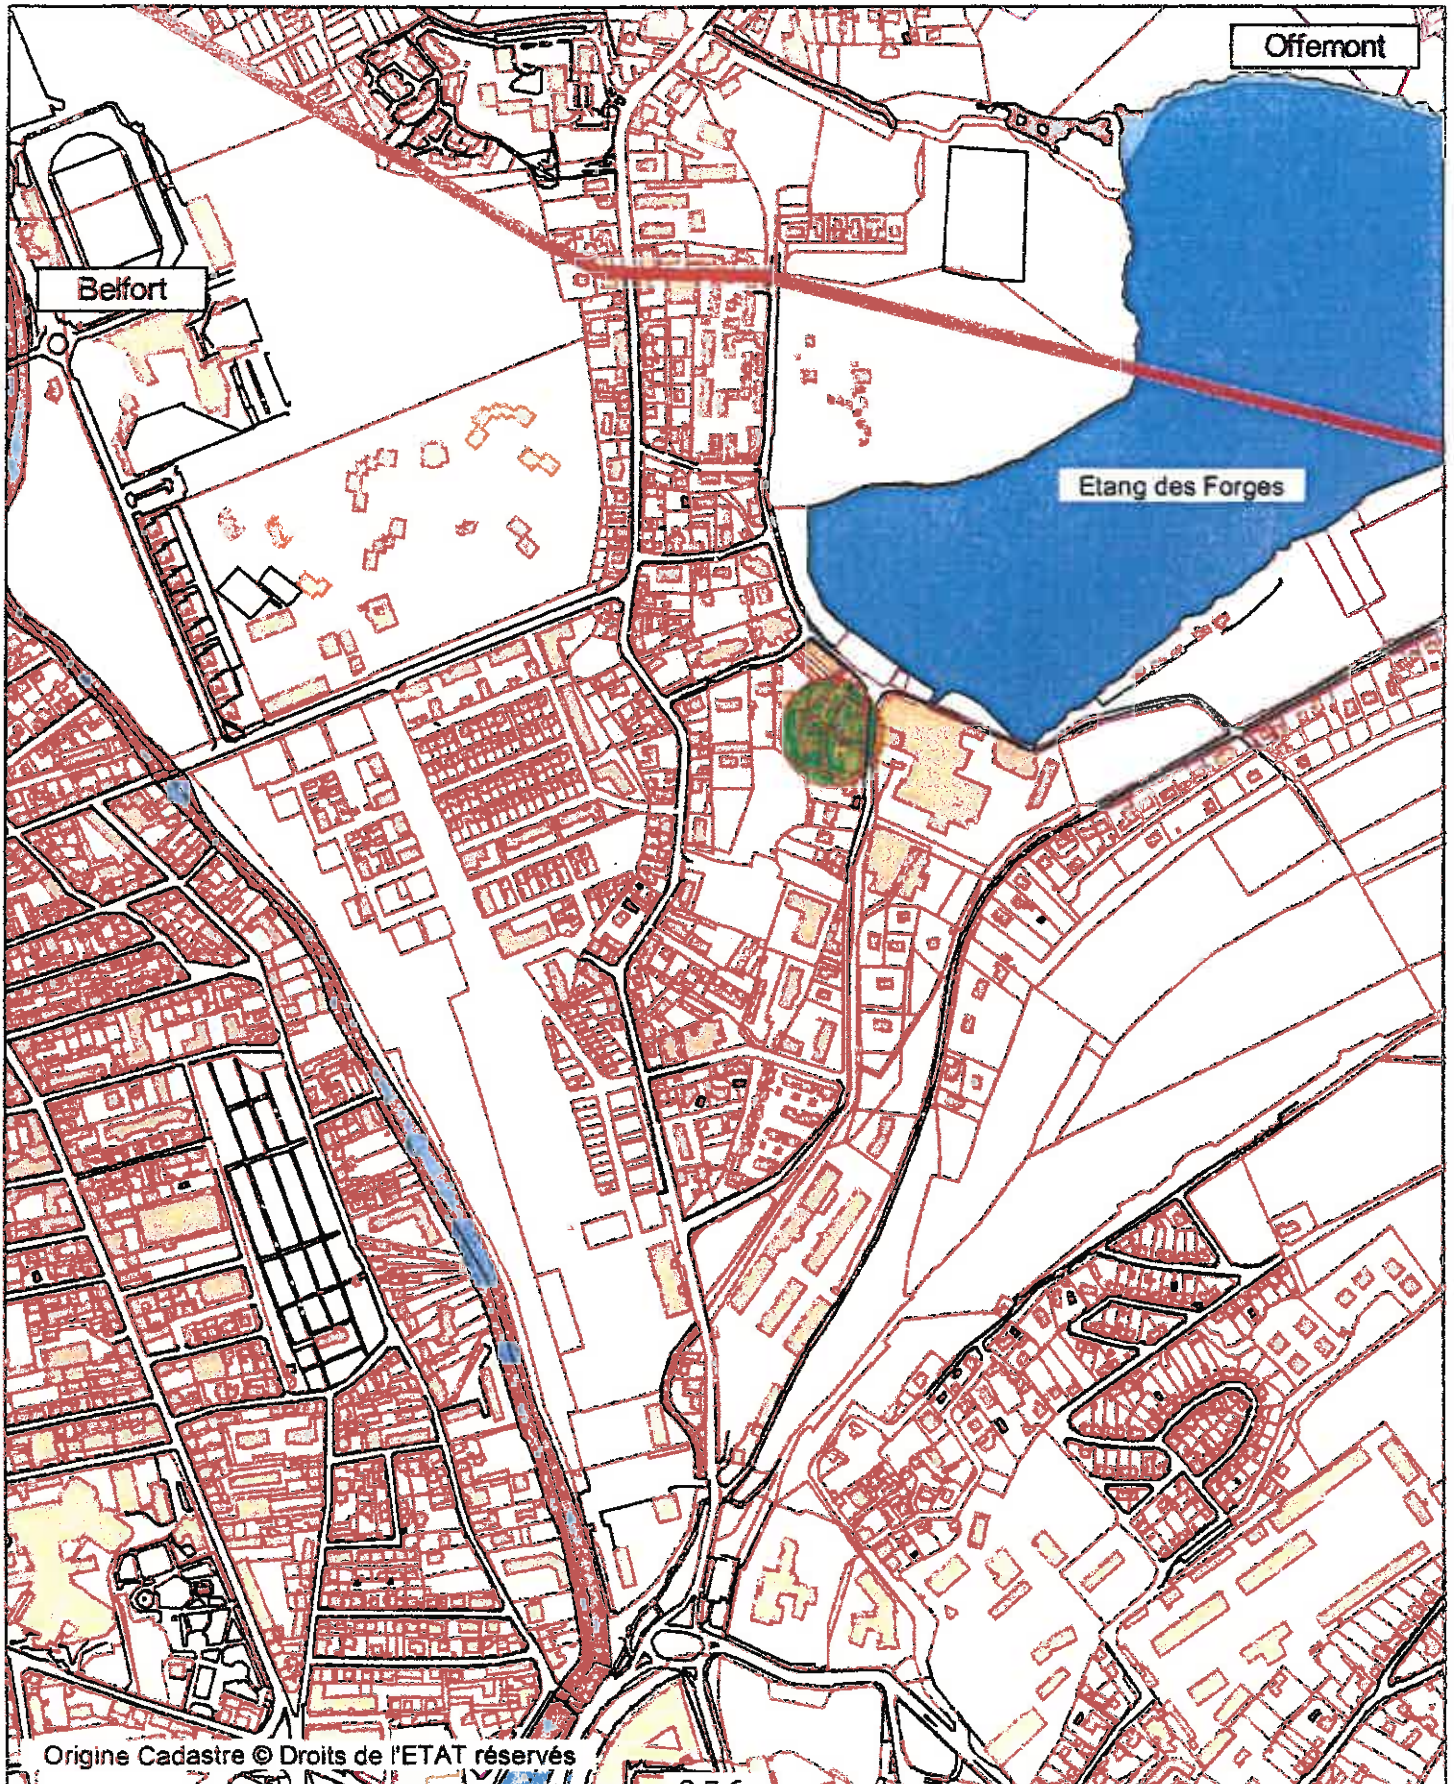 Offemont
Belfort
Etang des Forges
Origine Cadastre © Droits de l'ETAT réservés